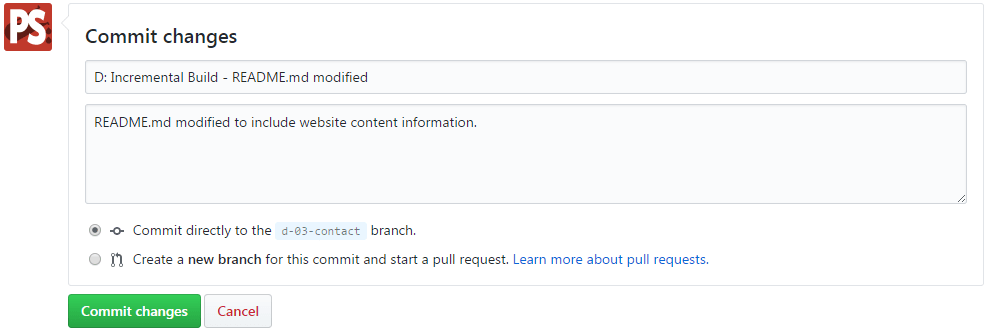 PS
Commit changes
D: Incremental Build - README.md modified
README.md modified to include website content information.
Commit directly to the d-03-contact branch.
Create a new branch for this commit and start a pull request. Learn more about pull requests.
Commit changes Cancel